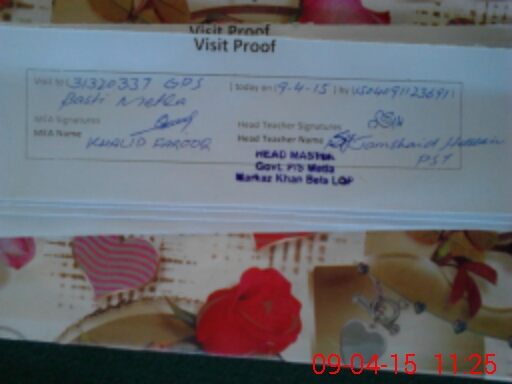 Visit Proof
Visit Proof
Visit to 31320337 GPS [ today on 9-4-15 ] by
Basti Metla
MEA Signatures
Head Teacher Signatures
MEA Name KHALID FAROOQ
Head Teacher Name Jamshaid Hussain
PST
HEAD MASTER
Govt. P/S Metla
Markaz Khan Bela LQP
09-04-15 11:25